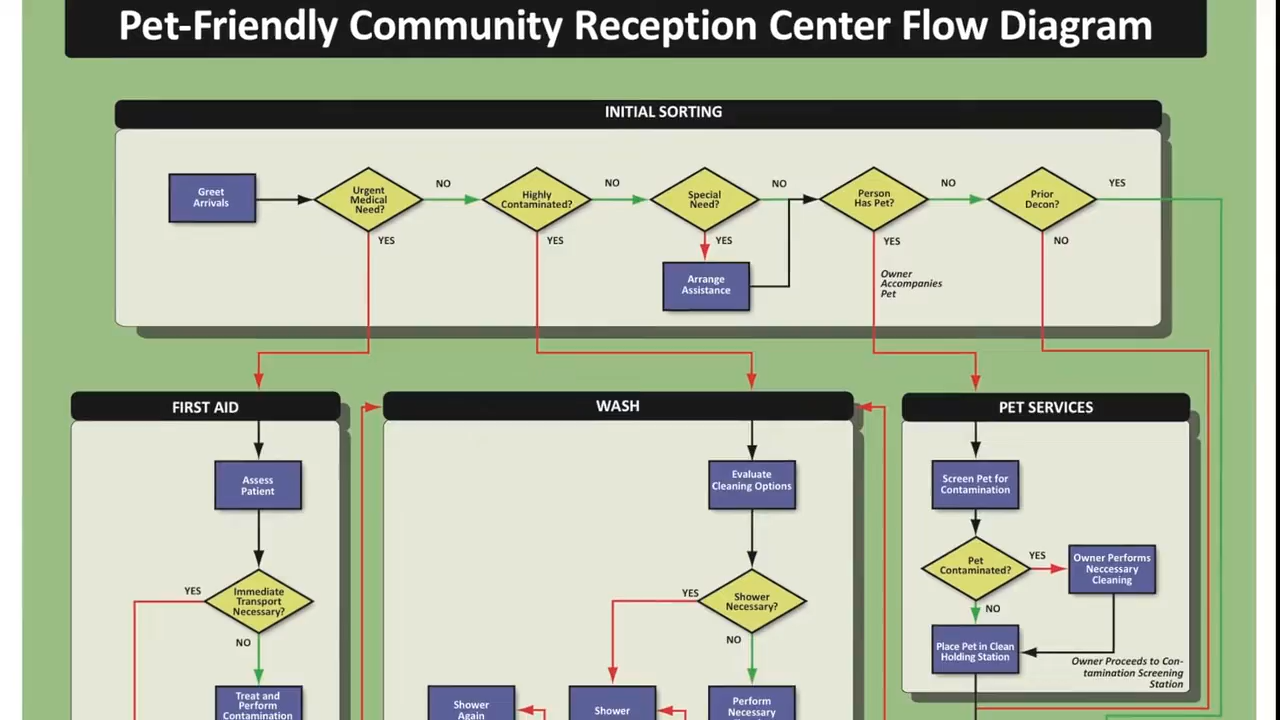 Pet-Friendly Community Reception Center Flow Diagram
INITIAL SORTING
Greet
Arrivals
Urgent
Medical
Need?
NO
Highly
Contaminated?
NO
Special
Need?
NO
Person
Has Pet?
NO
Prior
Decon?
YES
YES
YES
YES
YES
NO
Arrange
Assistance
Owner
Accompanies
Pet
FIRST AID
Assess
Patient
YES
Immediate
Transport
Necessary?
NO
Treat and
Perform
Contamination
WASH
Evaluate
Cleaning Options
YES
Shower
Necessary?
NO
Shower
Again
Shower
Perform
Necessary
PET SERVICES
Screen Pet for
Contamination
Pet
Contaminated?
YES
Owner Performs
Neccessary
Cleaning
NO
Place Pet in Clean
Holding Station
Owner Proceeds to Con-
tamination Screening
Station